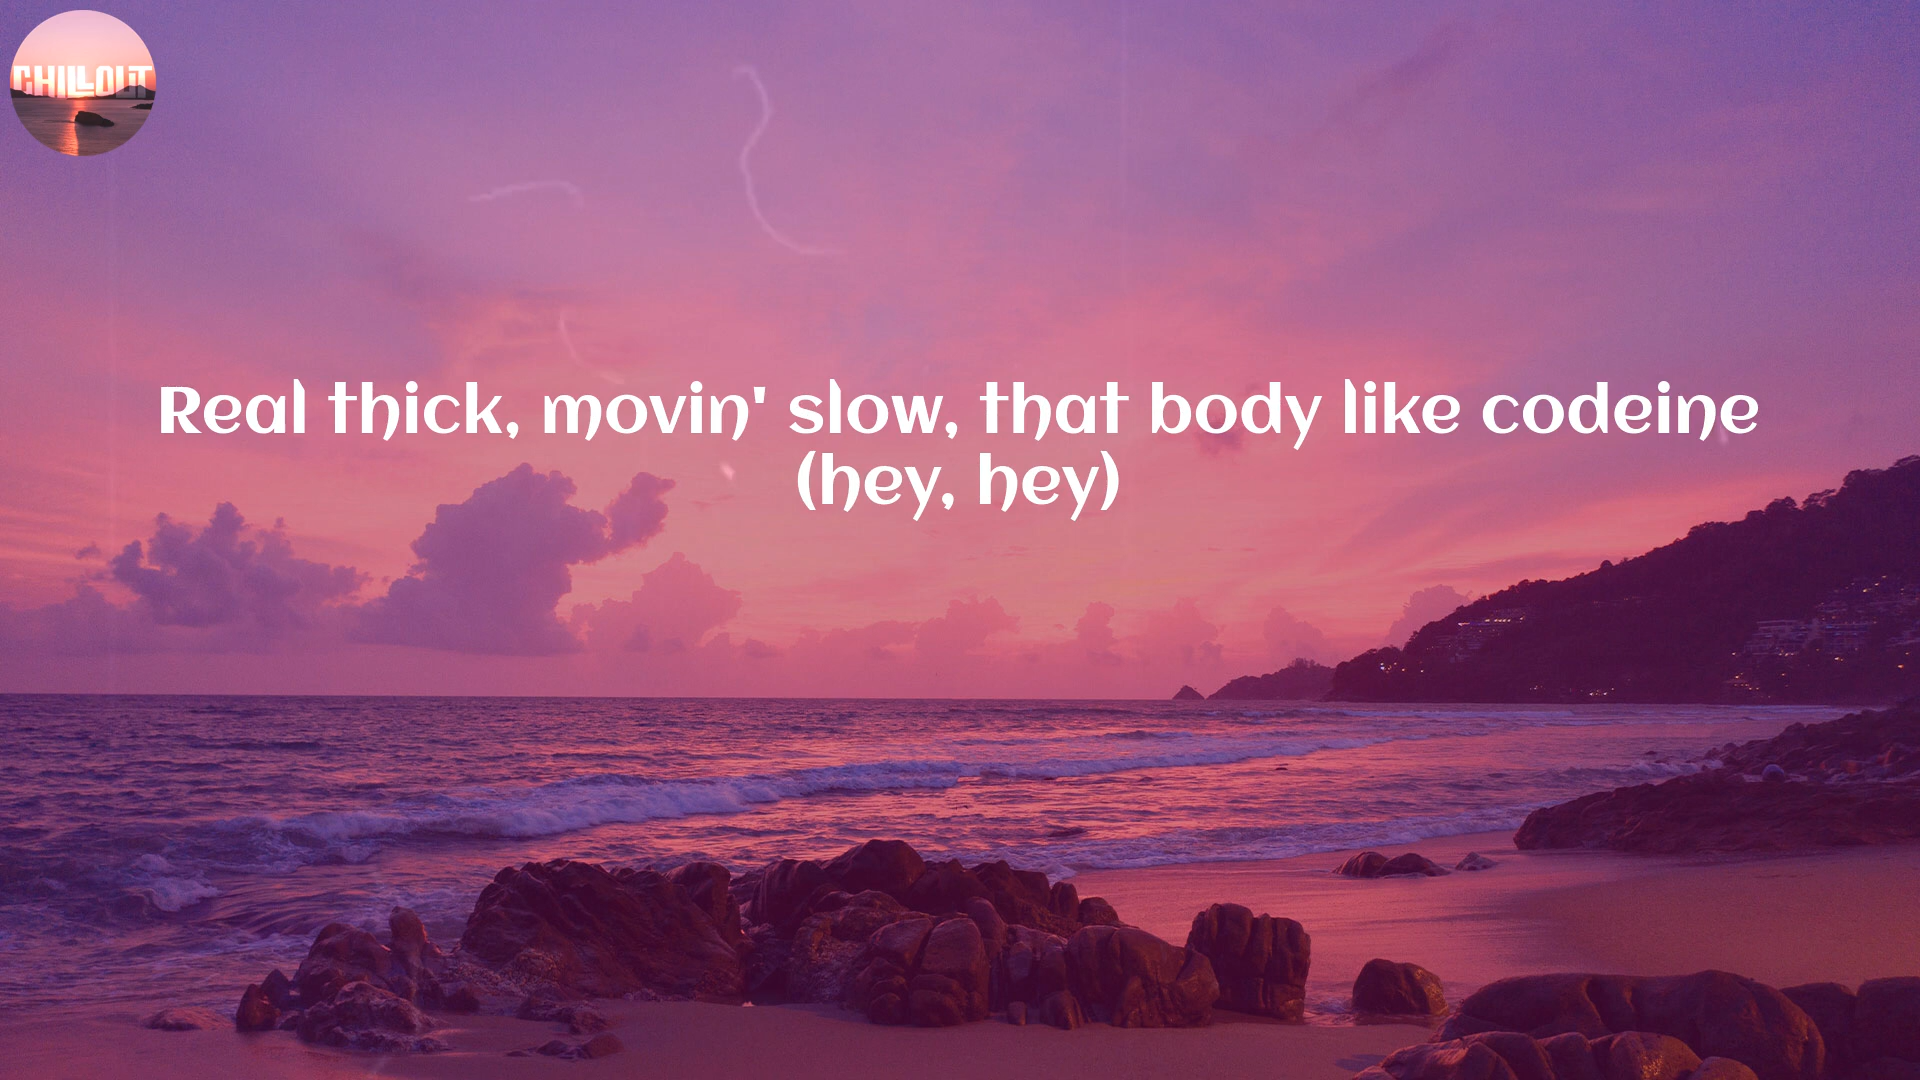 CHILLOUT
Real thick, movin' slow, that body like codeine
(hey, hey)